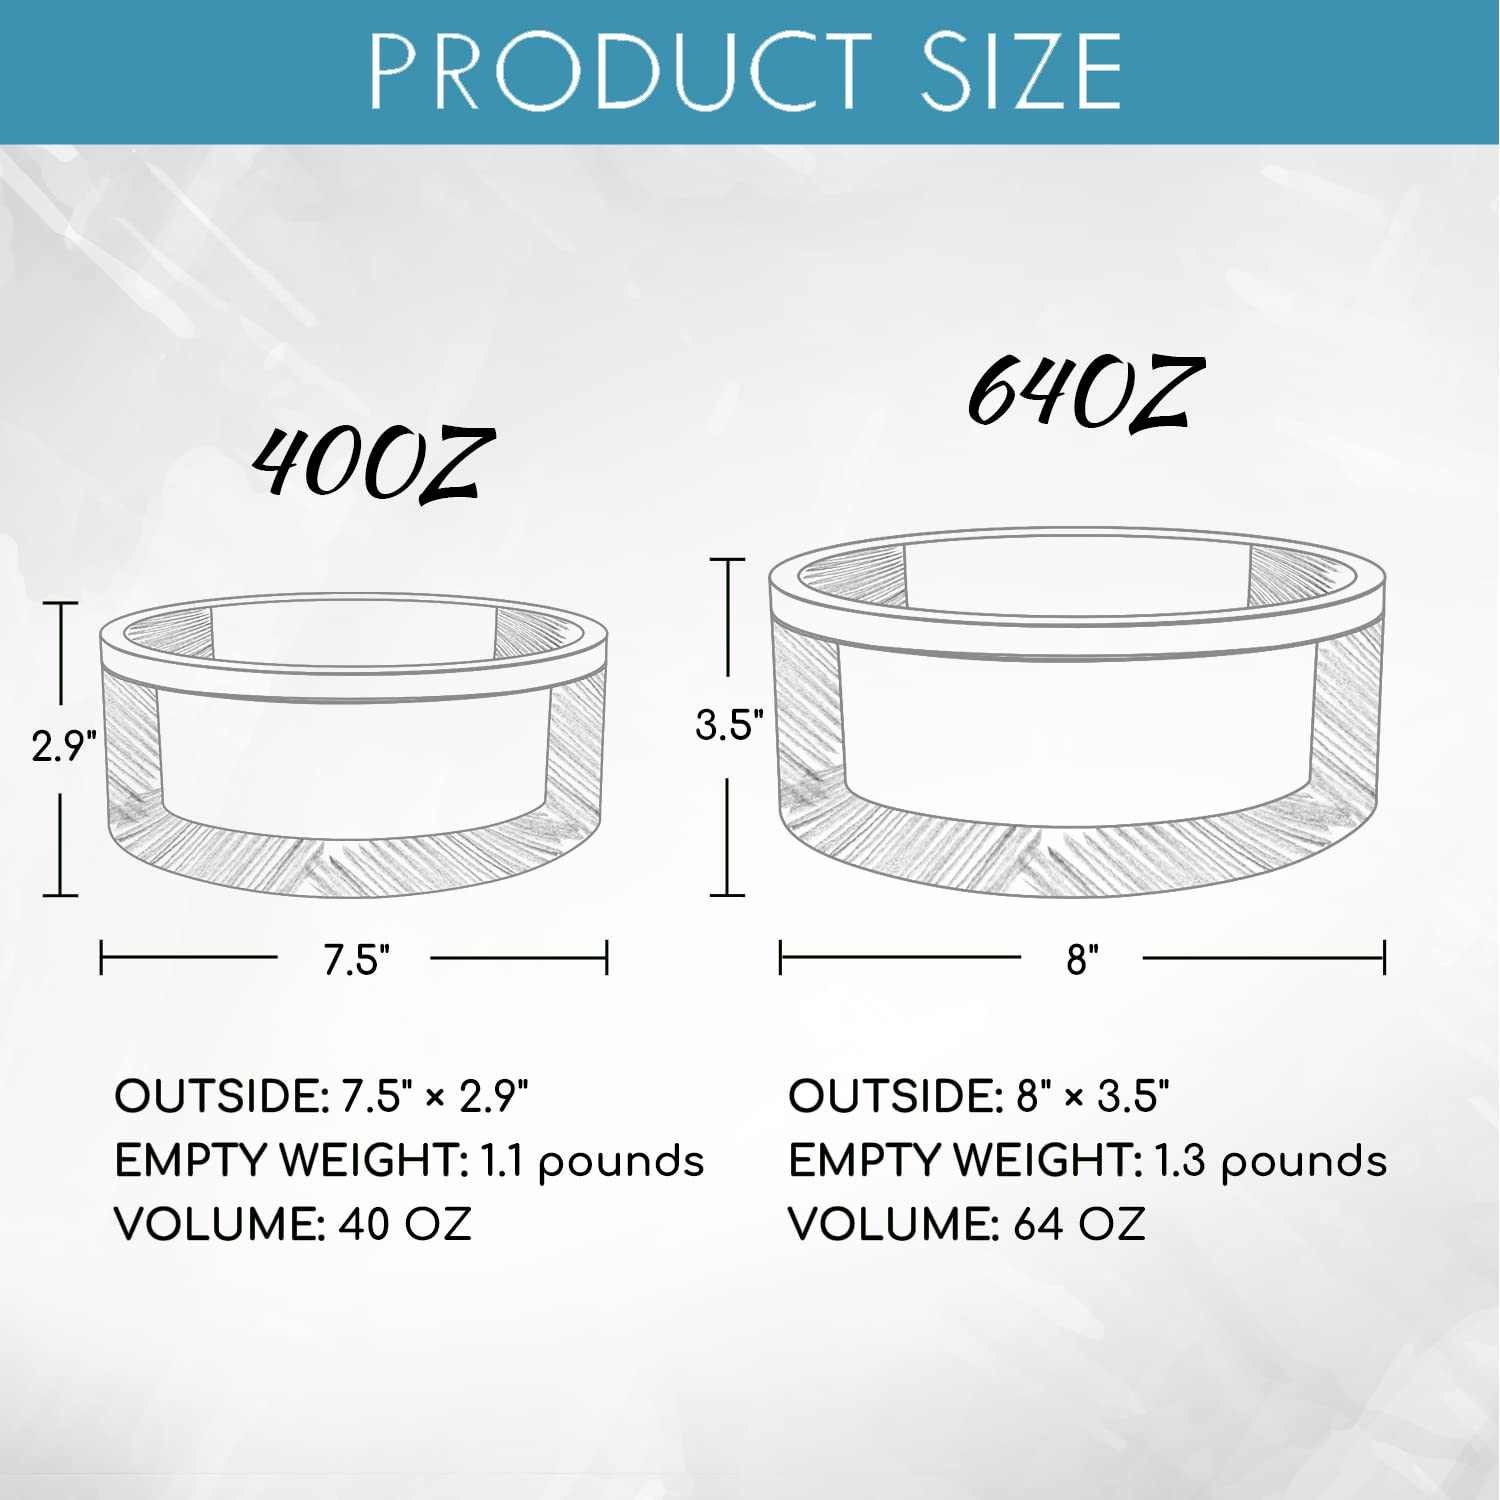 PRODUCT SIZE
40OZ
64OZ
2.9"
3.5"
7.5"
8"
OUTSIDE: 7.5" × 2.9"
EMPTY WEIGHT: 1.1 pounds
VOLUME: 40 OZ
OUTSIDE: 8" × 3.5"
EMPTY WEIGHT: 1.3 pounds
VOLUME: 64 OZ